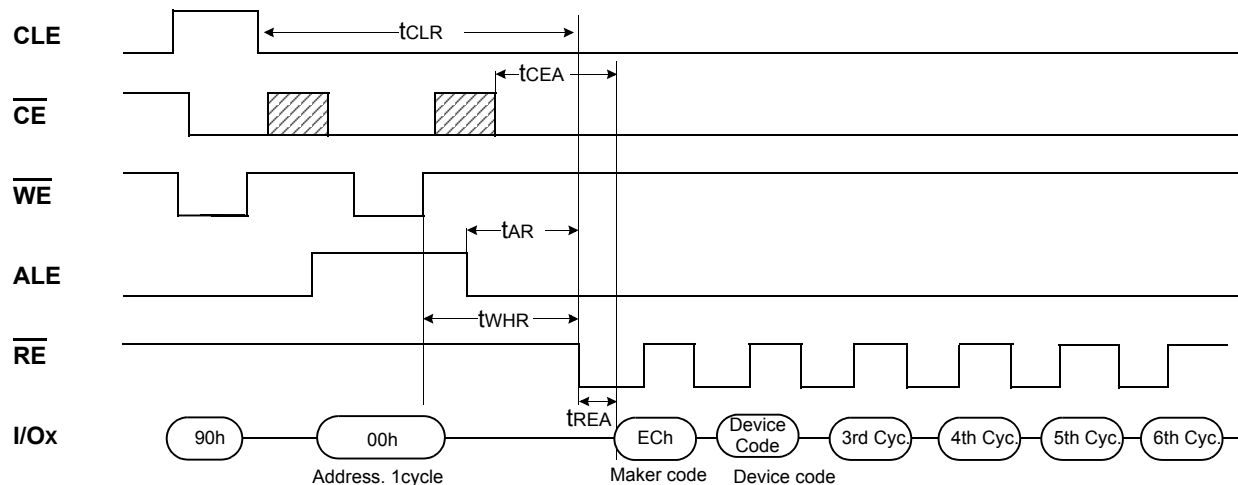 CLE
tCLR
tCEA
CE
WE
tAR
ALE
tWHR
RE
tREA
I/Ox
90h
00h
ECh
Device
Code
3rd Cyc.
4th Cyc.
5th Cyc.
6th Cyc.
Address. 1cycle
Maker code
Device code